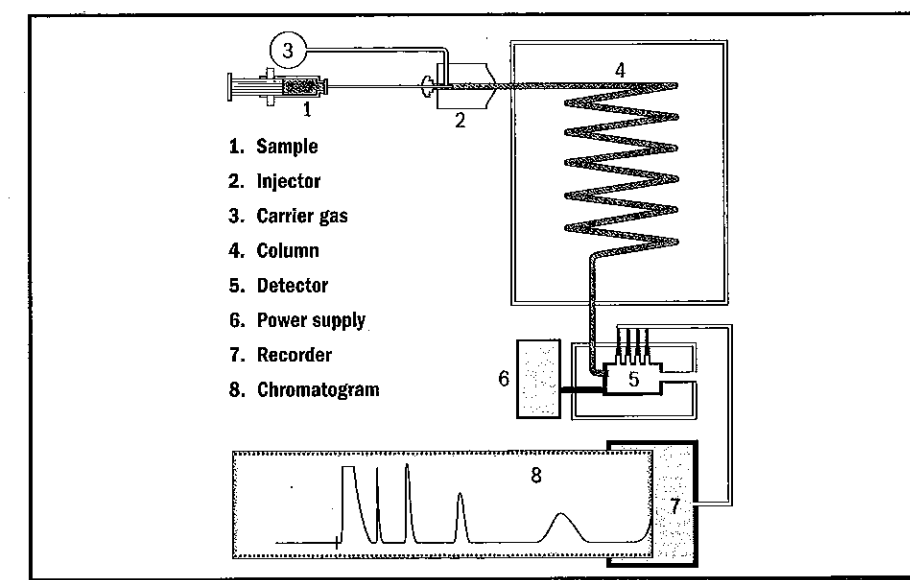 3
4
1
2
1. Sample
2. Injector
3. Carrier gas
4. Column
5. Detector
6. Power supply
7. Recorder
8. Chromatogram
6
5
8
7